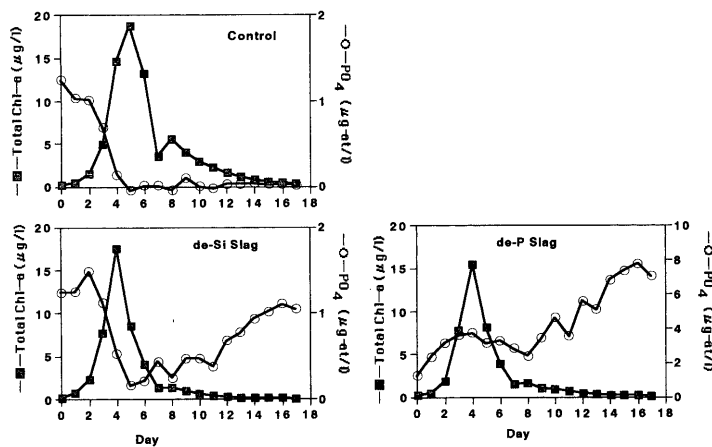 Control
—■—Total Chl-a (µg/l)
20
15
10
5
0
—O—PO4 (µg-at/l)
2
1
0
0 2 4 6 8 10 12 14 16 18
de-Si Slag
—■—Total Chl-a (µg/l)
20
15
10
5
0
—O—PO4 (µg-at/l)
2
1
0
0 2 4 6 8 10 12 14 16 18
Day
de-P Slag
—■—Total Chl-a (µg/l)
20
15
10
5
0
—O—PO4 (µg-at/l)
10
8
6
4
2
0
0 2 4 6 8 10 12 14 16 18
Day